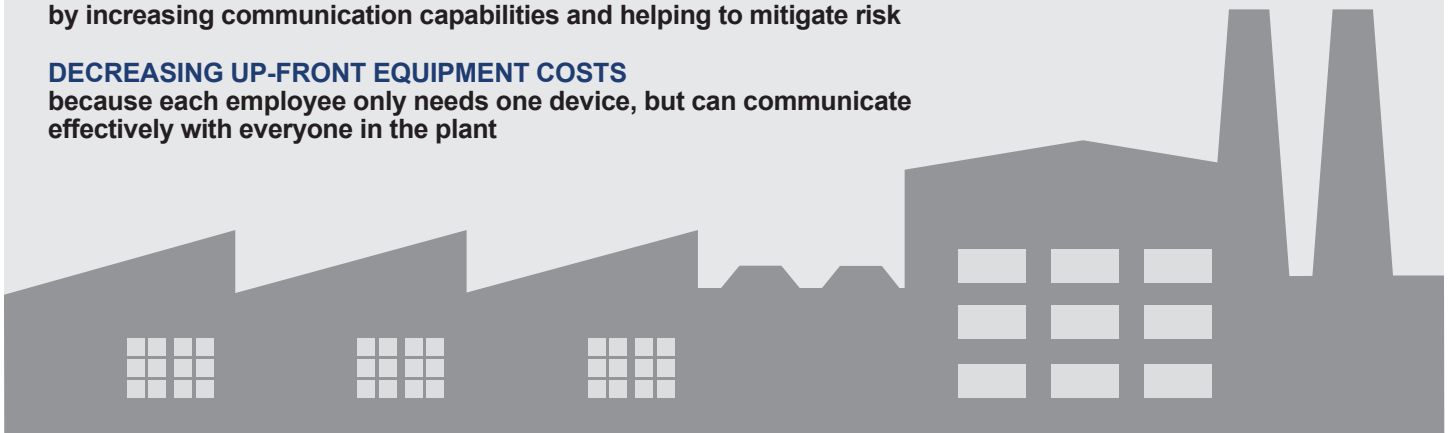 by increasing communication capabilities and helping to mitigate risk
DECREASING UP-FRONT EQUIPMENT COSTS
because each employee only needs one device, but can communicate
effectively with everyone in the plant